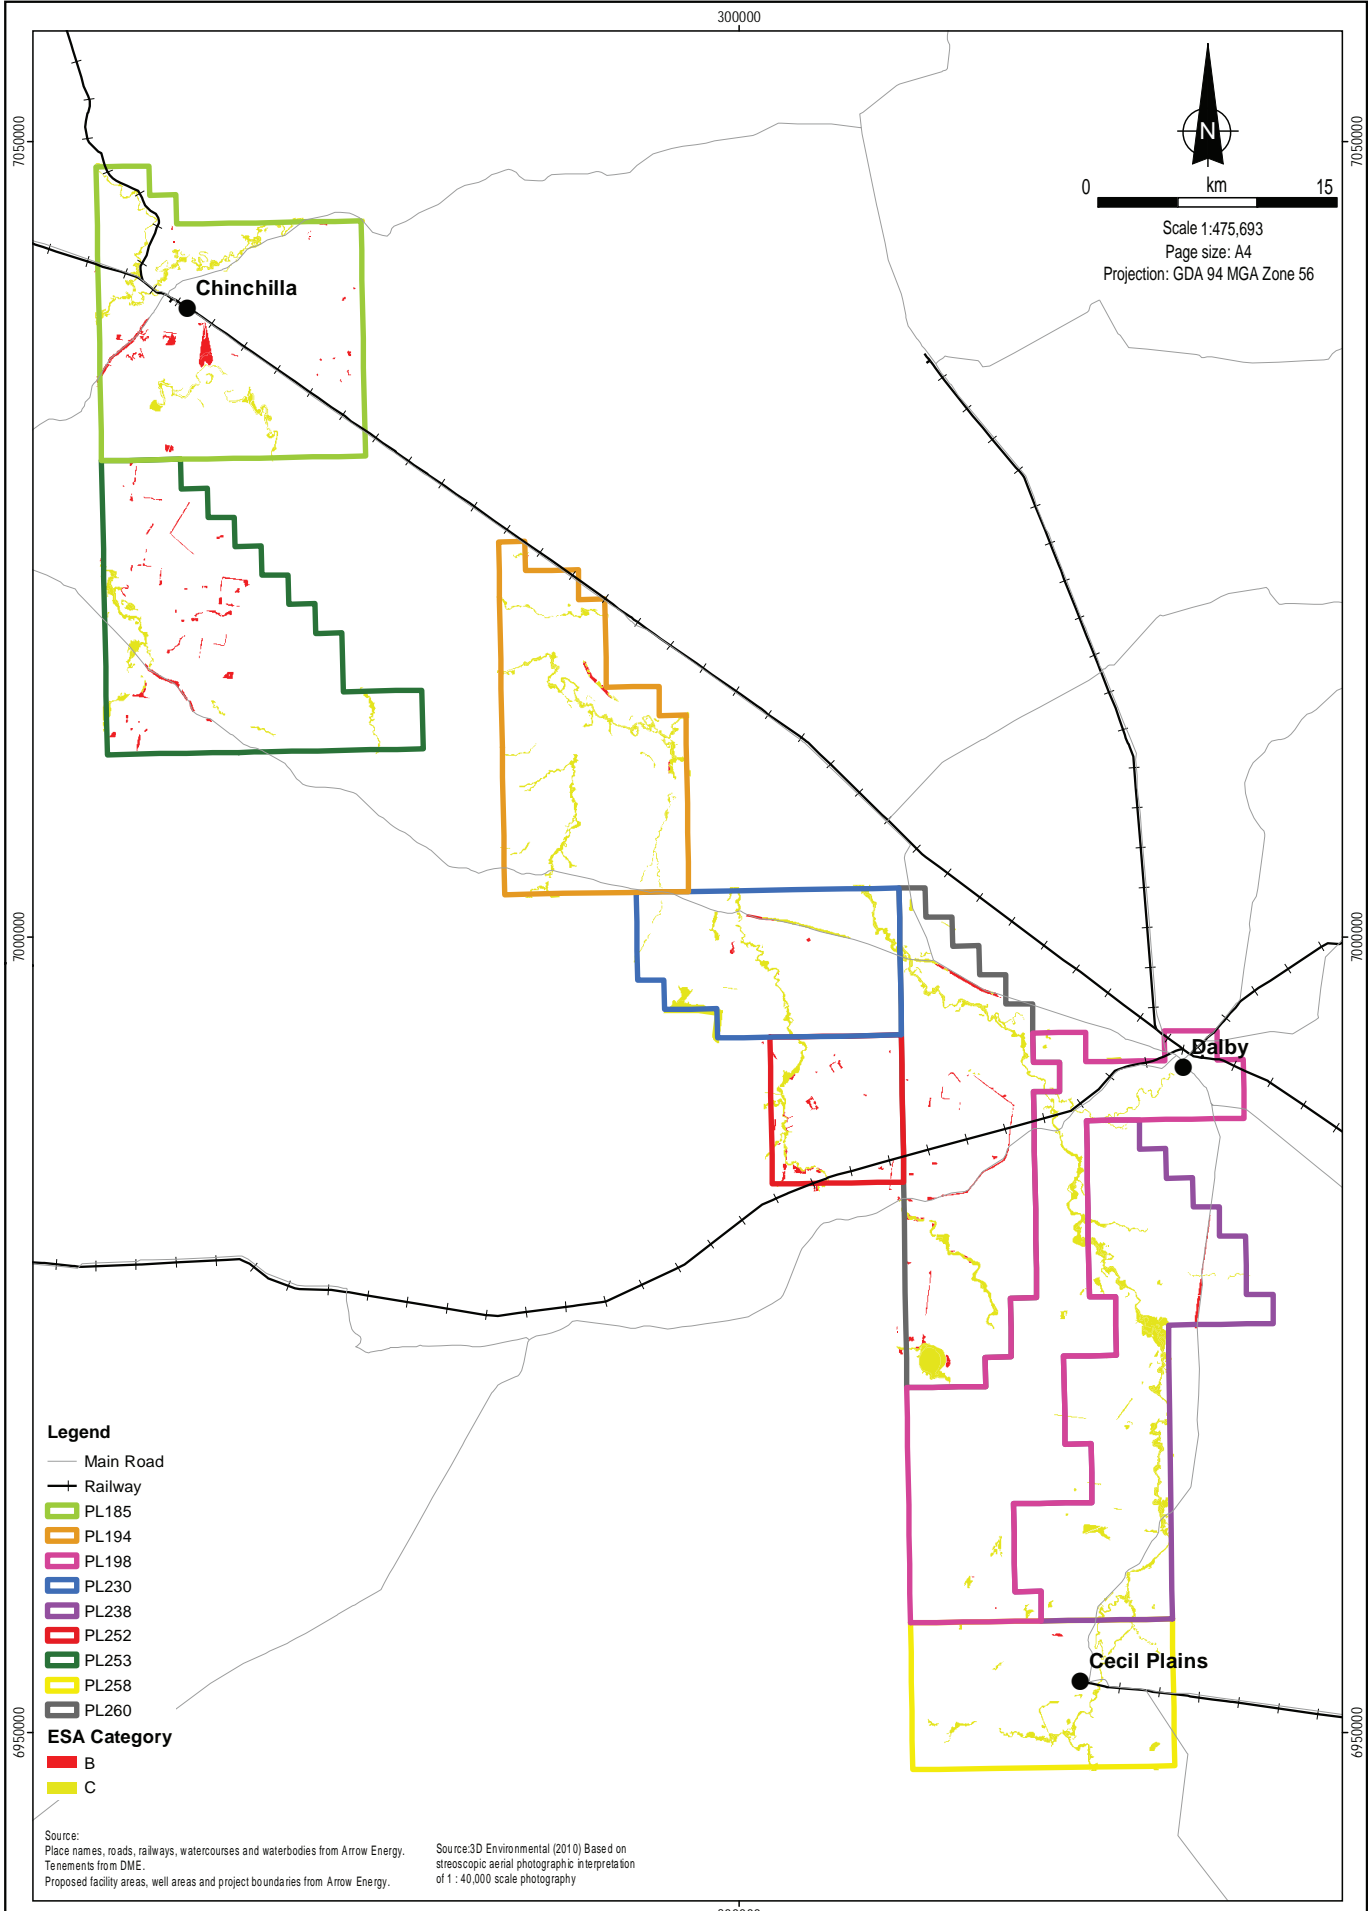 300000
7050000
7050000
N
0 km 15
Scale 1:475,693
Page size: A4
Projection: GDA 94 MGA Zone 56
Chinchilla
7000000
7000000
Dalby
Cecil Plains
6950000
6950000
Legend
Main Road
Railway
PL185
PL194
PL198
PL230
PL238
PL252
PL253
PL258
PL260
ESA Category
B
C
Source:
Place names, roads, railways, watercourses and waterbodies from Arrow Energy.
Tenements from DME.
Proposed facility areas, well areas and project boundaries from Arrow Energy.
Source:3D Environmental (2010) Based on
streoscopic aerial photographic interpretation
of 1 : 40,000 scale photography